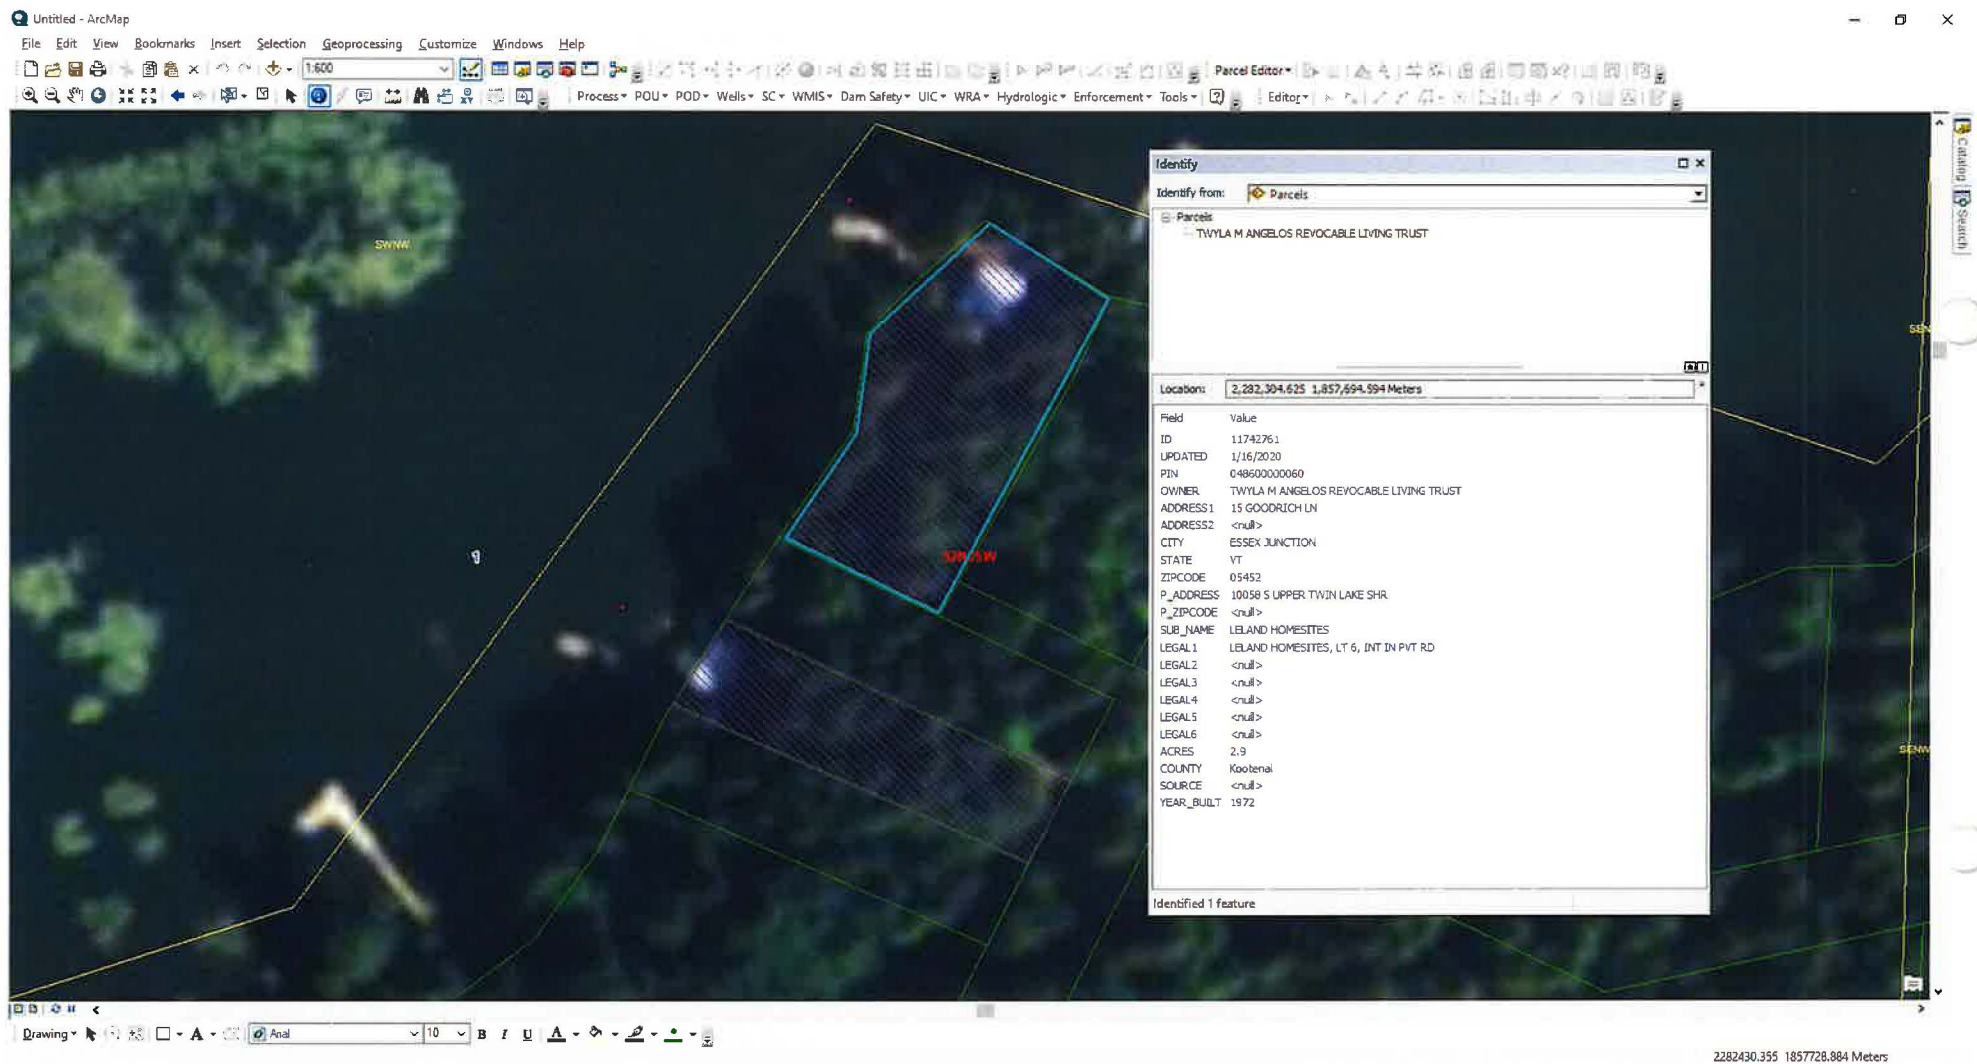 Untitled - ArcMap
File Edit View Bookmarks Insert Selection Geoprocessing Customize Windows Help
1:600
Parcel Editor
Process POU POD Wells SC WMIS Dam Safety UIC WRA Hydrologic Enforcement Tools
Editor
Catalog
Search
Identify
Identify from: Parcels
Parcels
TWYLA M ANGELOS REVOCABLE LIVING TRUST
Location: 2,282,304.625 1,857,694.594 Meters
Field Value
ID 11742761
UPDATED 1/16/2020
PIN 048600000060
OWNER TWYLA M ANGELOS REVOCABLE LIVING TRUST
ADDRESS1 15 GOODRICH LN
ADDRESS2 <null>
CITY ESSEX JUNCTION
STATE VT
ZIPCODE 05452
P_ADDRESS 10058 S UPPER TWIN LAKE SHR
P_ZIPCODE <null>
SUB_NAME LELAND HOMESITES
LEGAL1 LELAND HOMESITES, LT 6, INT IN PVT RD
LEGAL2 <null>
LEGAL3 <null>
LEGAL4 <null>
LEGAL5 <null>
LEGAL6 <null>
ACRES 2.9
COUNTY Kootenai
SOURCE <null>
YEAR_BUILT 1972
Identified 1 feature
SWNW
SENW
Drawing A Arial 10 B I U A
2282430.355 1857728.884 Meters